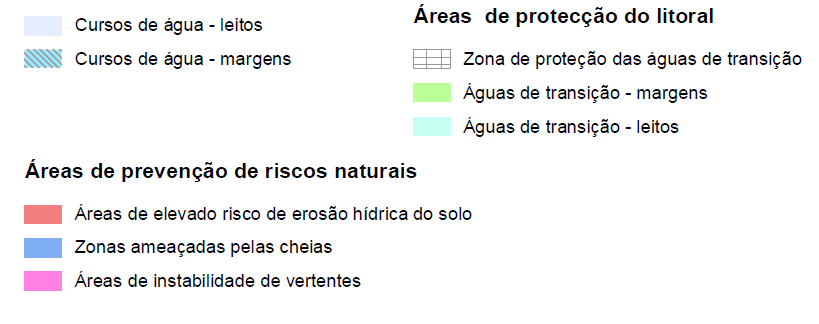 Cursos de água - leitos
Cursos de água - margens
Áreas de protecção do litoral
Zona de proteção das águas de transição
Águas de transição - margens
Águas de transição - leitos
Áreas de prevenção de riscos naturais
Áreas de elevado risco de erosão hídrica do solo
Zonas ameaçadas pelas cheias
Áreas de instabilidade de vertentes